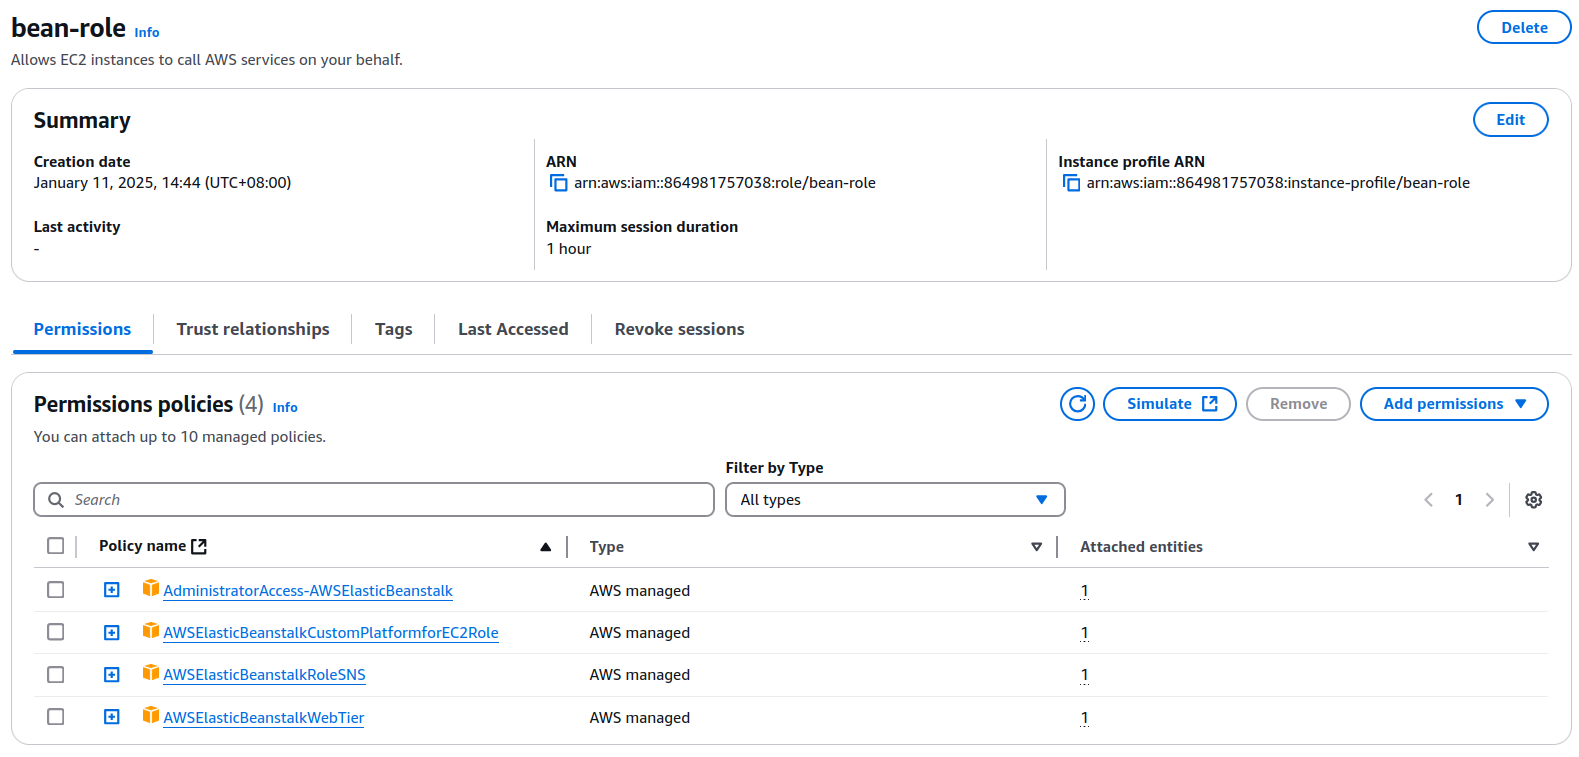 bean-role Info
Delete
Allows EC2 instances to call AWS services on your behalf.
Summary
Edit
Creation date
January 11, 2025, 14:44 (UTC+08:00)
ARN
arn:aws:iam::864981757038:role/bean-role
Instance profile ARN
arn:aws:iam::864981757038:instance-profile/bean-role
Last activity
-
Maximum session duration
1 hour
Permissions Trust relationships Tags Last Accessed Revoke sessions
Permissions policies (4) Info
Simulate Remove Add permissions
You can attach up to 10 managed policies.
Filter by Type
Search All types 1
Policy name Type Attached entities
AdministratorAccess-AWSElasticBeanstalk AWS managed 1
AWSElasticBeanstalkCustomPlatformforEC2Role AWS managed 1
AWSElasticBeanstalkRoleSNS AWS managed 1
AWSElasticBeanstalkWebTier AWS managed 1